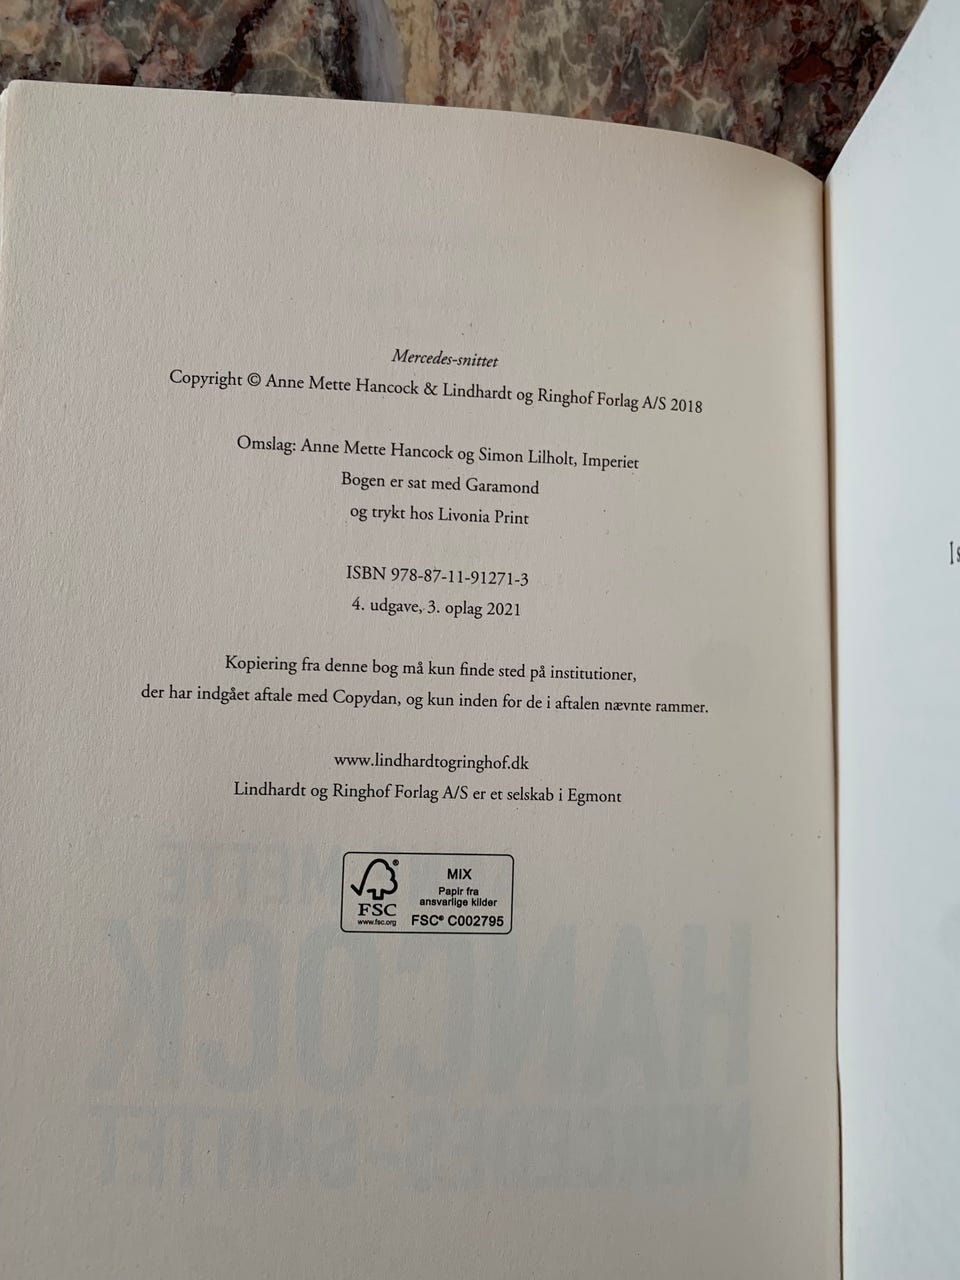 Mercedes-snittet
Copyright © Anne Mette Hancock & Lindhardt og Ringhof Forlag A/S 2018
Omslag: Anne Mette Hancock og Simon Lilholt, Imperiet
Bogen er sat med Garamond
og trykt hos Livonia Print
ISBN 978-87-11-91271-3
4. udgave, 3. oplag 2021
Kopiering fra denne bog må kun finde sted på institutioner,
der har indgået aftale med Copydan, og kun inden for de i aftalen nævnte rammer.
www.lindhardtogringhof.dk
Lindhardt og Ringhof Forlag A/S er et selskab i Egmont
FSC®
www.fsc.org
MIX
Papir fra
ansvarlige kilder
FSC® C002795
METTE
HANCOCK
MERCEDES-SNITTET